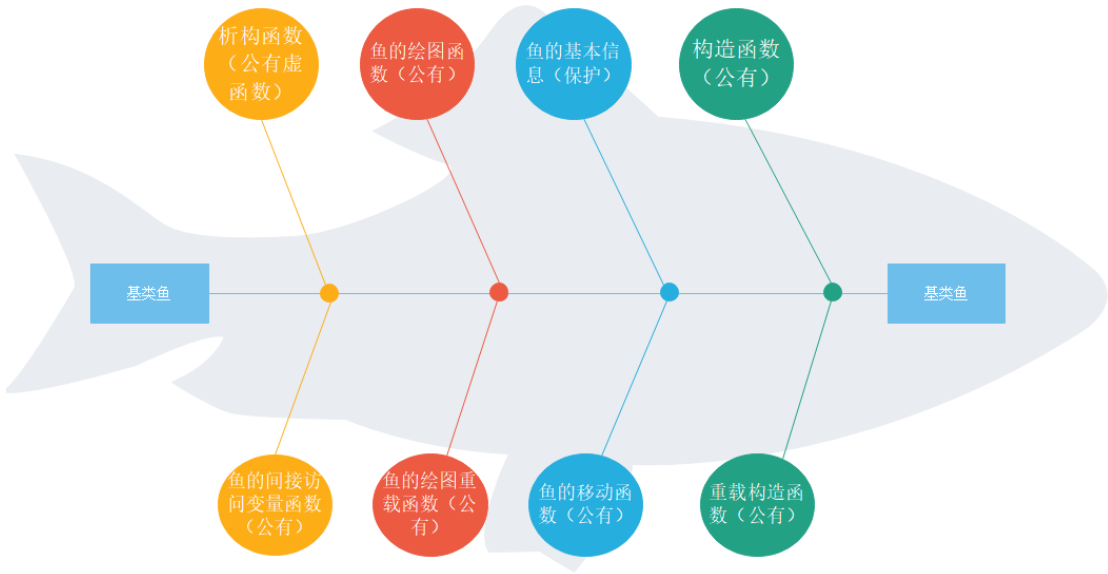 析构函数
（公有虚
函数）
鱼的绘图函
数（公有）
鱼的基本信
息（保护）
构造函数
（公有）
基类鱼
基类鱼
鱼的间接访
问变量函数
（公有）
鱼的绘图重
载函数（公
有）
鱼的移动函
数（公有）
重载构造函
数（公有）